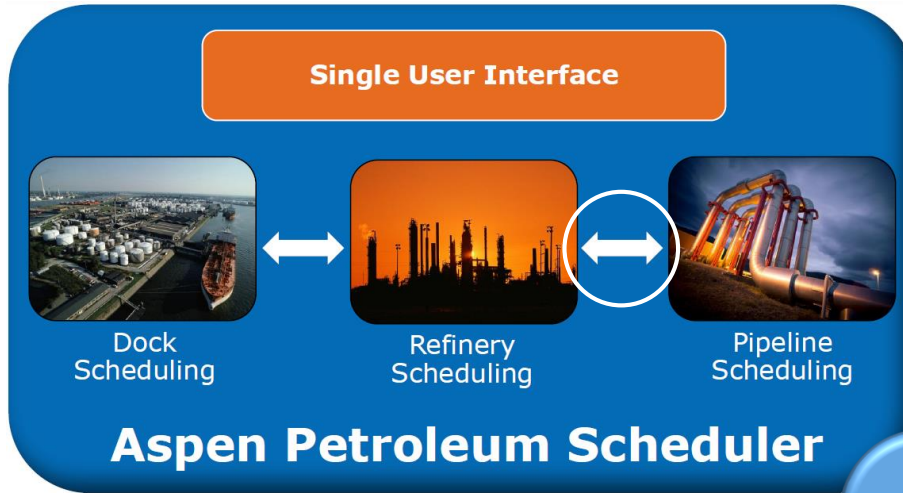 Single User Interface
Dock
Scheduling
Refinery
Scheduling
Pipeline
Scheduling
Aspen Petroleum Scheduler